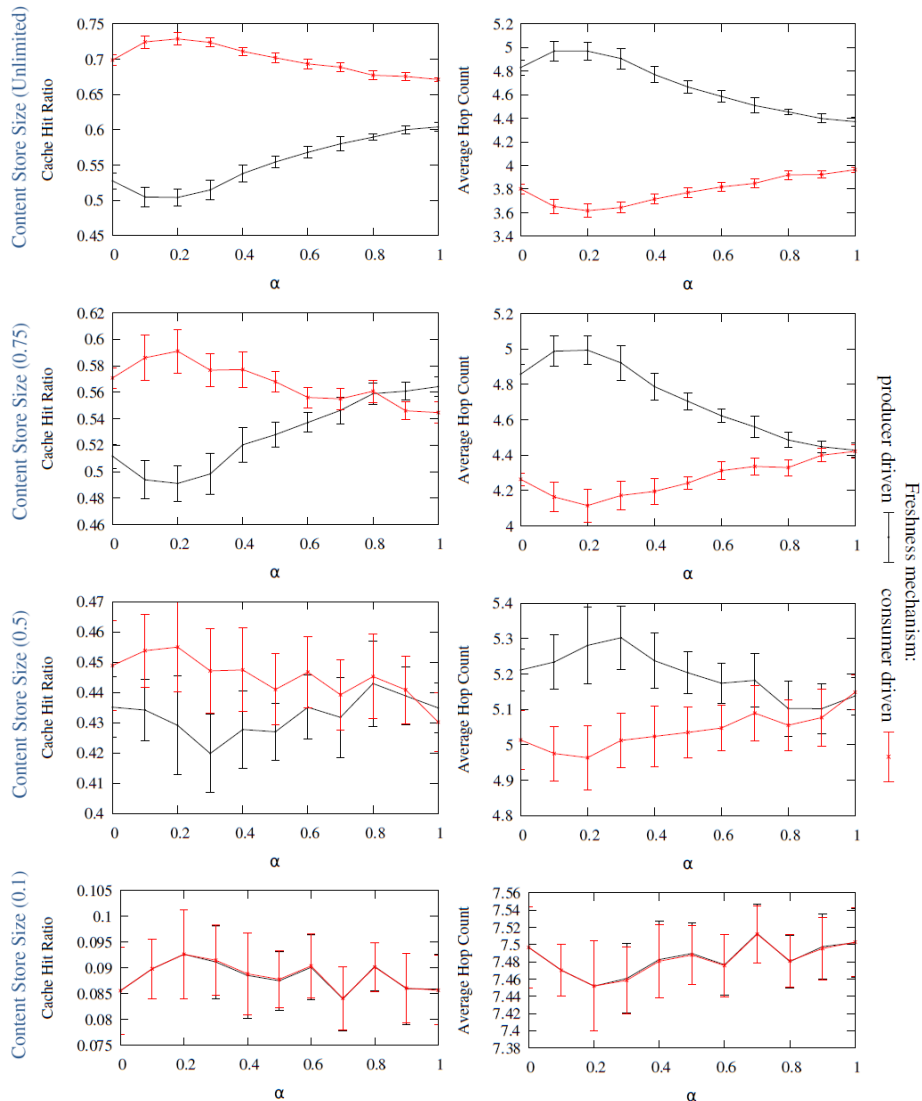 Content Store Size (Unlimited)
Cache Hit Ratio
0.75
0.7
0.65
0.6
0.55
0.5
0.45
0 0.2 0.4 0.6 0.8 1
α
Average Hop Count
5.2
5
4.8
4.6
4.4
4.2
4
3.8
3.6
3.4
0 0.2 0.4 0.6 0.8 1
α
Content Store Size (0.75)
Cache Hit Ratio
0.62
0.6
0.58
0.56
0.54
0.52
0.5
0.48
0.46
0 0.2 0.4 0.6 0.8 1
α
Average Hop Count
5.2
5
4.8
4.6
4.4
4.2
4
0 0.2 0.4 0.6 0.8 1
α
Content Store Size (0.5)
Cache Hit Ratio
0.47
0.46
0.45
0.44
0.43
0.42
0.41
0.4
0 0.2 0.4 0.6 0.8 1
α
Average Hop Count
5.4
5.3
5.2
5.1
5
4.9
4.8
0 0.2 0.4 0.6 0.8 1
α
Content Store Size (0.1)
Cache Hit Ratio
0.105
0.1
0.095
0.09
0.085
0.08
0.075
0 0.2 0.4 0.6 0.8 1
α
Average Hop Count
7.56
7.54
7.52
7.5
7.48
7.46
7.44
7.42
7.4
7.38
0 0.2 0.4 0.6 0.8 1
α
Freshness mechanism:
producer driven
consumer driven